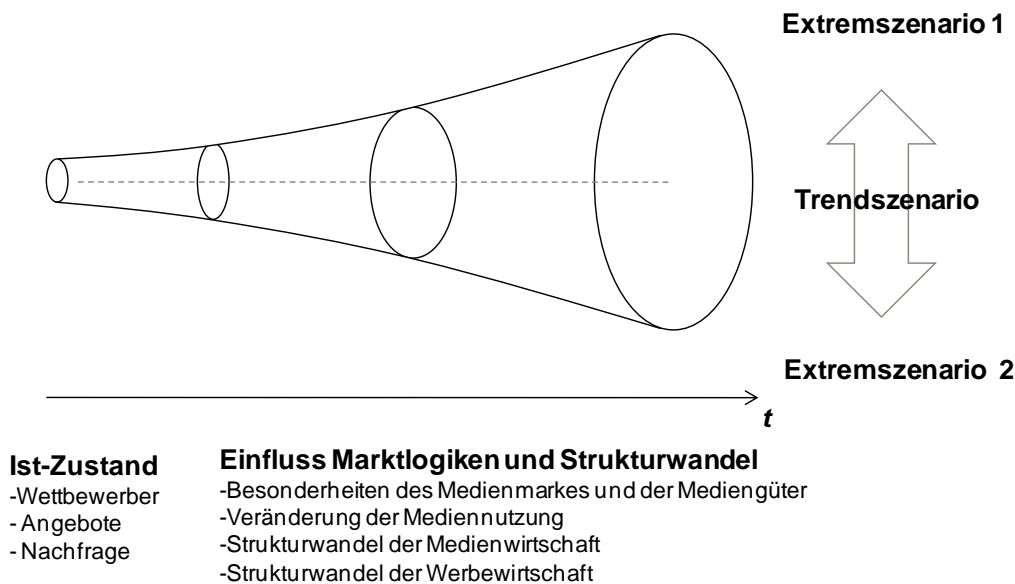 Extremszenario 1
Trendszenario
Extremszenario 2
t
Ist-Zustand
-Wettbewerber
- Angebote
- Nachfrage
Einfluss Marktlogiken und Strukturwandel
-Besonderheiten des Medienmarkes und der Mediengüter
-Veränderung der Mediennutzung
-Strukturwandel der Medienwirtschaft
-Strukturwandel der Werbewirtschaft